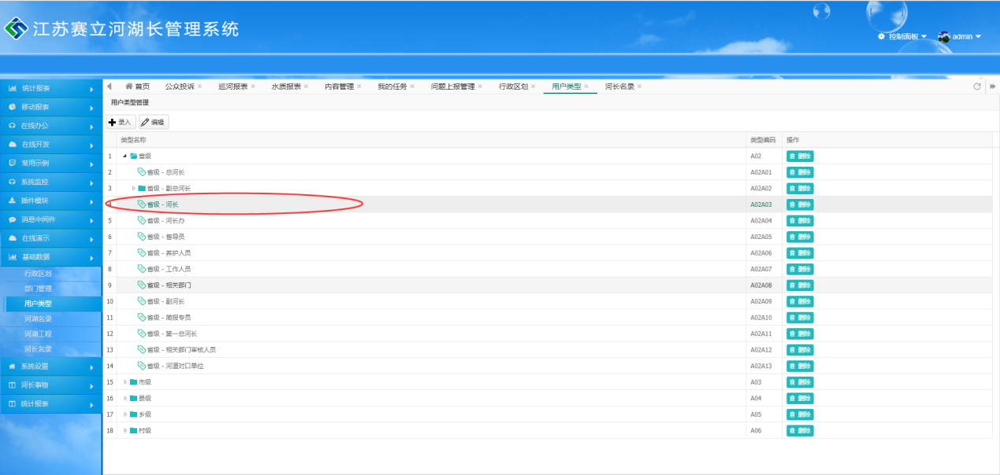 江苏赛立河湖长管理系统
控制面板 admin
统计报表
移动报表
在线办公
在线开发
常用示例
系统监控
插件模块
消息中间件
在线演示
基础数据
行政区划
部门管理
用户类型
河湖名录
河湖工程
河长名录
系统设置
河长事物
统计报表
首页 公众投诉 巡河报表 水质报表 内容管理 我的任务 问题上报管理 行政区划 用户类型 河长名录
用户类型管理
录入 编辑
类型名称 类型编码 操作
1 省级 A02 删除
2 省级 - 总河长 A02A01 删除
3 省级 - 副总河长 A02A02 删除
4 省级 - 河长 A02A03 删除
5 省级 - 河长办 A02A04 删除
6 省级 - 督导员 A02A05 删除
7 省级 - 养护人员 A02A06 删除
8 省级 - 工作人员 A02A07 删除
9 省级 - 相关部门 A02A08 删除
10 省级 - 副河长 A02A09 删除
11 省级 - 简报专员 A02A10 删除
12 省级 - 第一总河长 A02A11 删除
13 省级 - 相关部门审核人员 A02A12 删除
14 省级 - 河道对口单位 A02A13 删除
15 市级 A03 删除
16 县级 A04 删除
17 乡级 A05 删除
18 村级 A06 删除